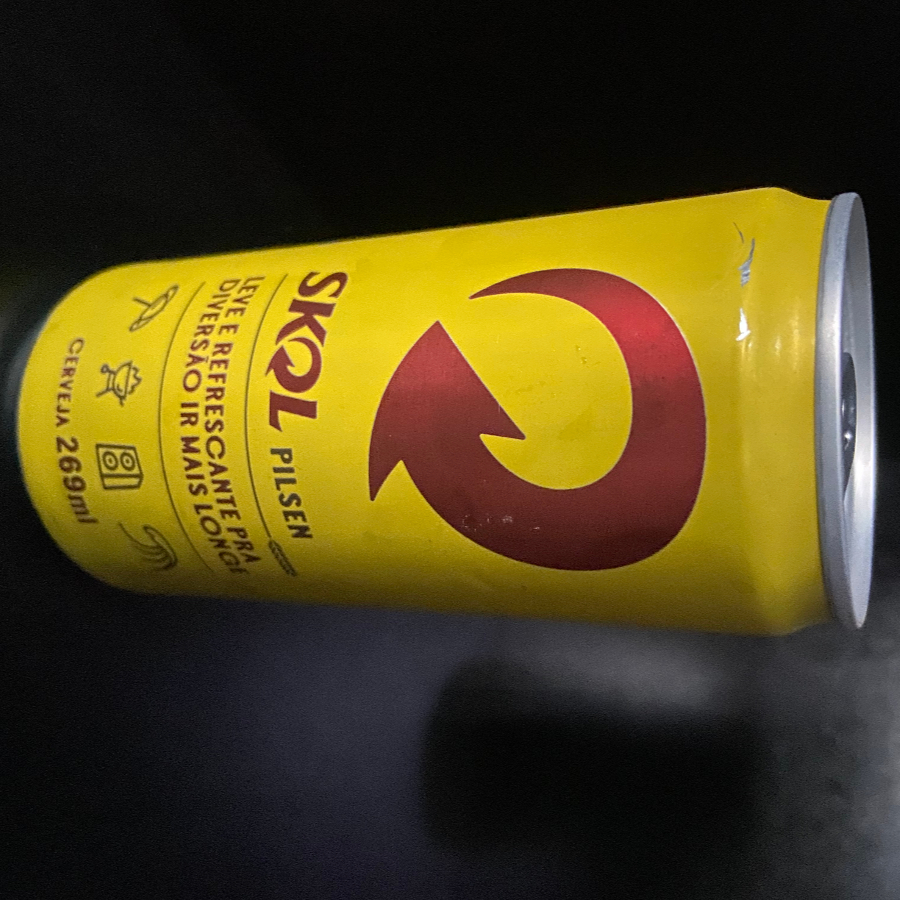 SKOL PILSEN
LEVE E REFRESCANTE PRA
DIVERSÃO IR MAIS LONGE
CERVEJA 269ml